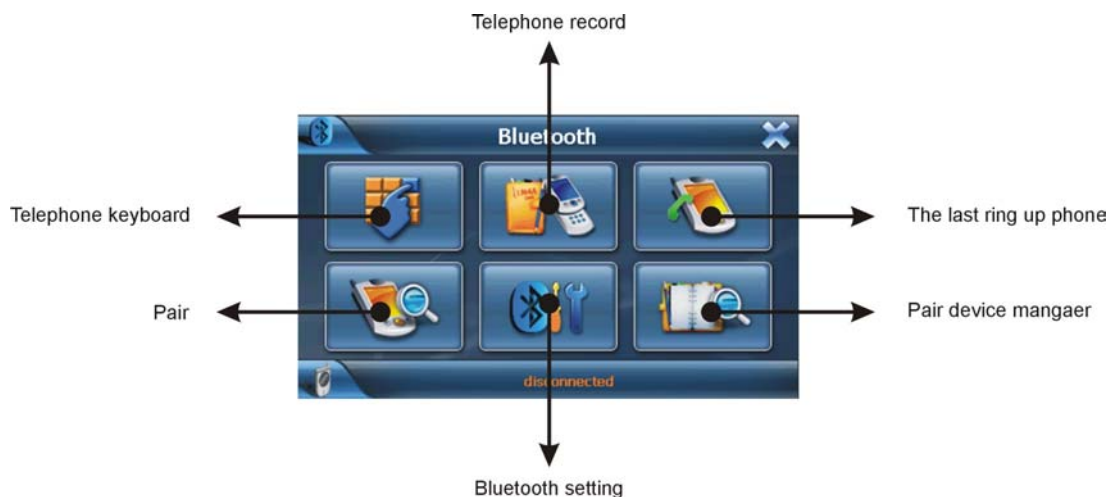 Telephone record
Bluetooth
Telephone keyboard
The last ring up phone
Pair
Pair device mangaer
disconnected
Bluetooth setting